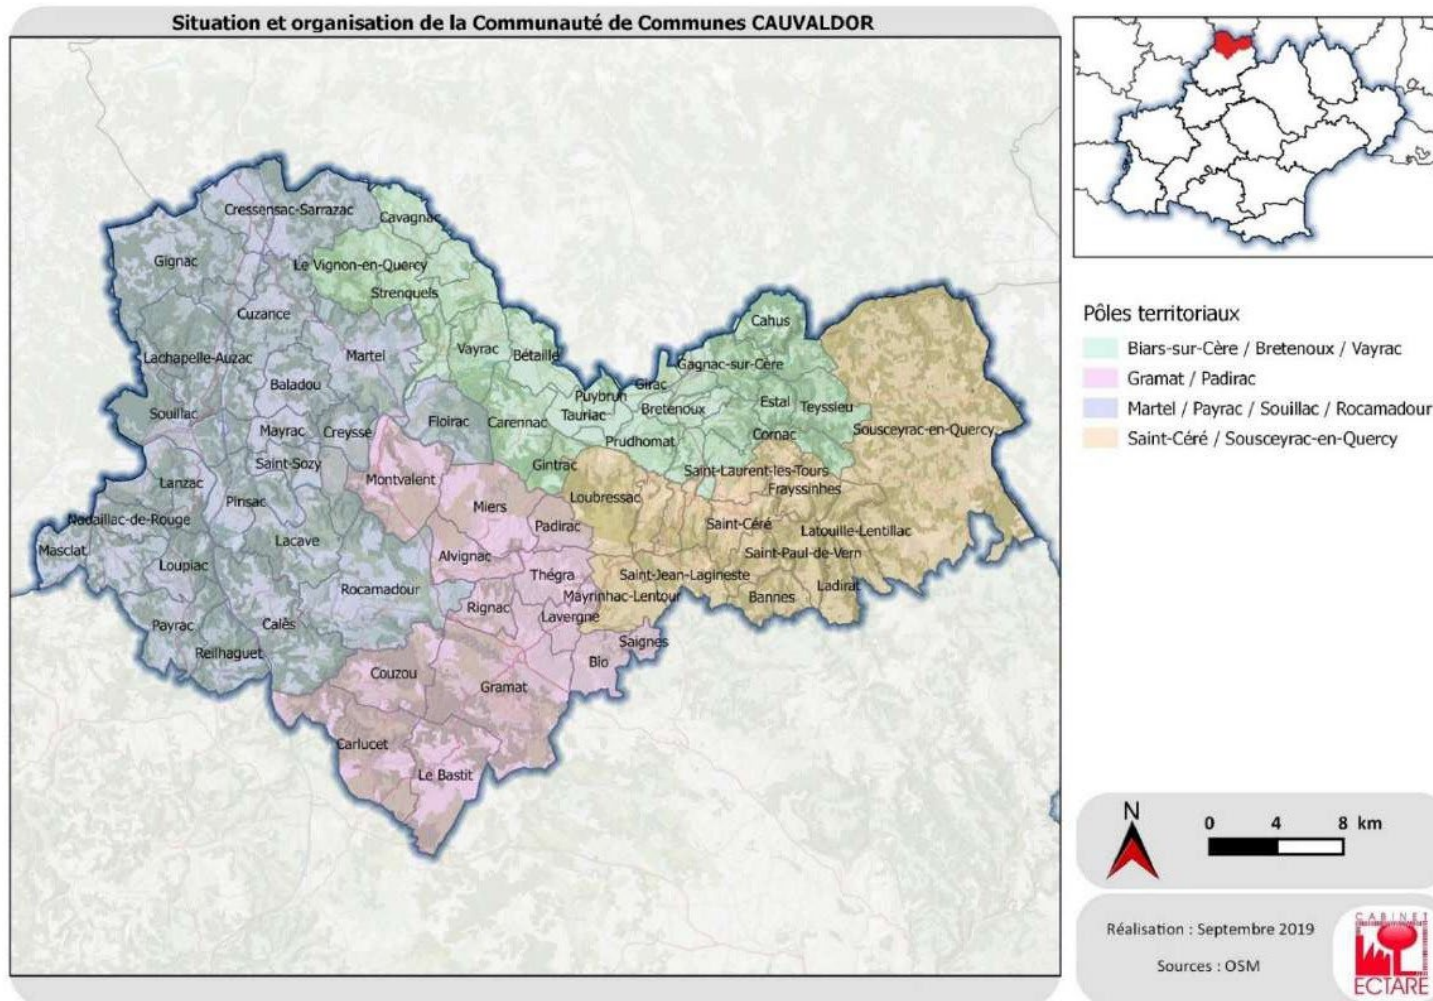 Situation et organisation de la Communauté de Communes CAUVALDOR
Cressensac-Sarrazac
Cavagnac
Gignac
Le Vignon-en-Quercy
Strenquels
Cuzance
Cahus
Lachapelle-Auzac
Martel
Vayrac
Bétaille
Gagnac-sur-Cère
Baladou
Puybrun
Girac
Souillac
Floirac
Carennac
Tauriac
Bretenoux
Estal
Teyssieu
Mayrac
Creysse
Prudhomat
Cornac
Sousceyrac-en-Quercy
Saint-Sozy
Gintrac
Saint-Laurent-les-Tours
Lanzac
Pinsac
Montvalent
Miers
Loubressac
Frayssinhes
Nadaillac-de-Rouge
Padirac
Saint-Céré
Latouille-Lentillac
Masclat
Lacave
Alvignac
Saint-Paul-de-Vern
Loupiac
Rocamadour
Thégra
Saint-Jean-Lagineste
Ladirat
Rignac
Mayrinhac-Lentour
Bannes
Payrac
Calès
Lavergne
Reilhaguet
Saignes
Couzou
Bio
Gramat
Carlucet
Le Bastit
Pôles territoriaux
Biars-sur-Cère / Bretenoux / Vayrac
Gramat / Padirac
Martel / Payrac / Souillac / Rocamadour
Saint-Céré / Sousceyrac-en-Quercy
N
0 4 8 km
Réalisation : Septembre 2019
Sources : OSM
CABINET
ECTARE